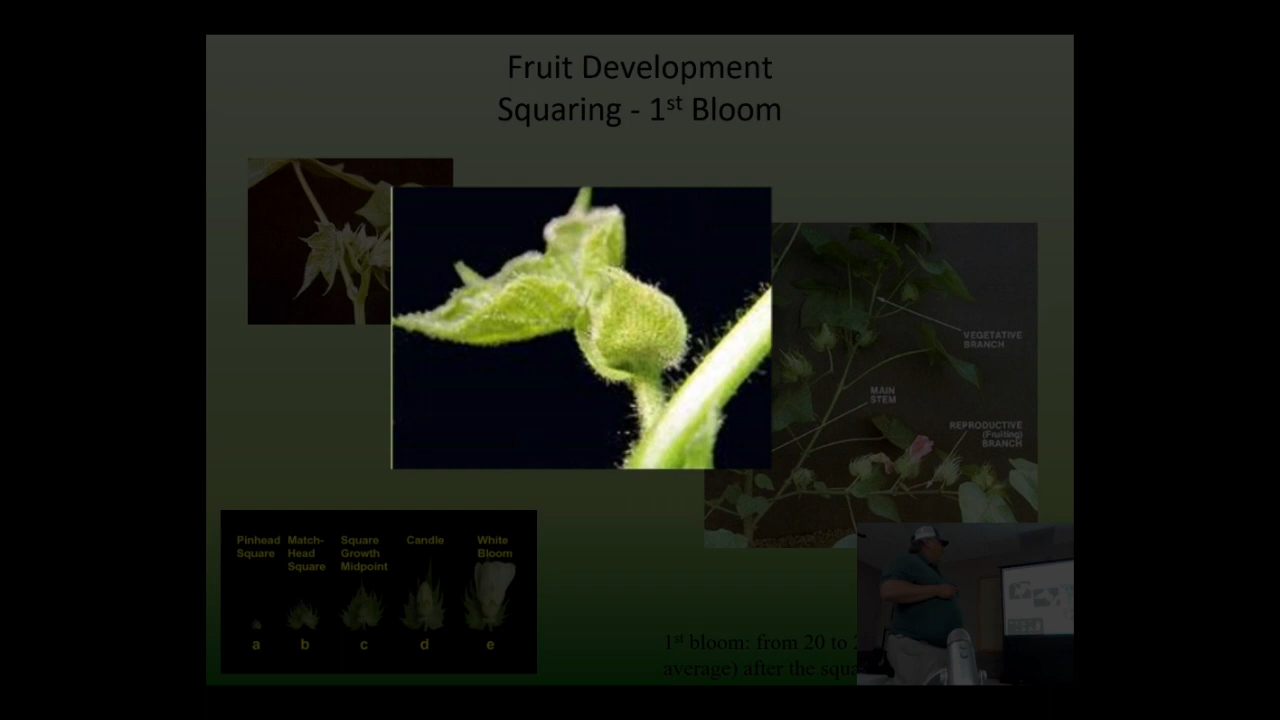 Fruit Development
Squaring - 1st Bloom
VEGETATIVE
BRANCH
MAIN
STEM
REPRODUCTIVE
(Fruiting)
BRANCH
Pinhead
Square
Match-
Head
Square
Square
Growth
Midpoint
Candle
White
Bloom
a b c d e
1st bloom: from 20 to
average) after the